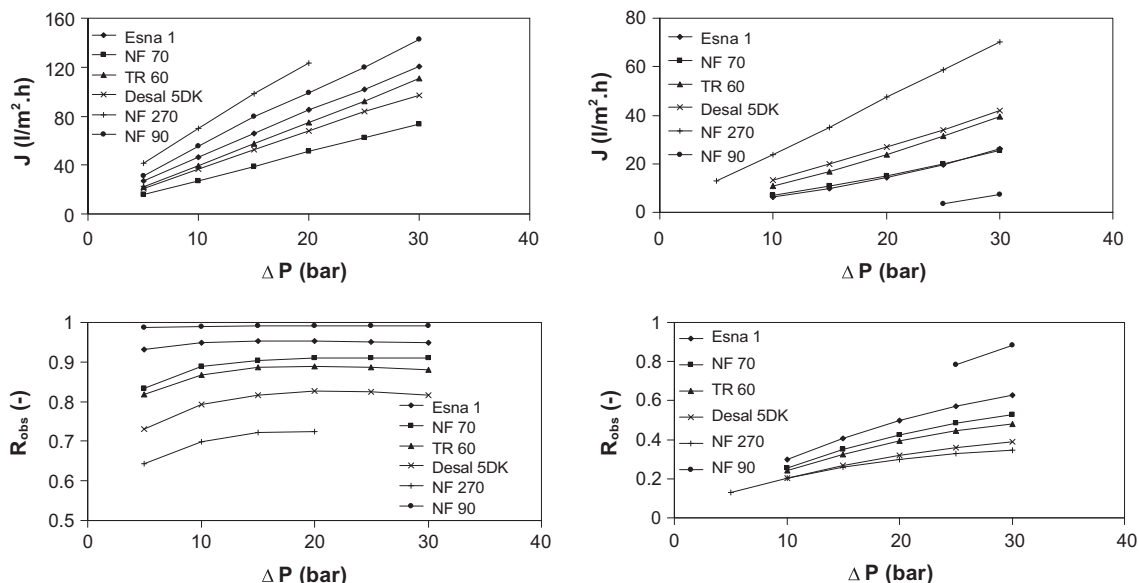 160
120
80
40
0
J (l/m².h)
Esna 1
NF 70
TR 60
Desal 5DK
NF 270
NF 90
0 10 20 30 40
Δ P (bar)
80
60
40
20
0
J (l/m².h)
Esna 1
NF 70
TR 60
Desal 5DK
NF 270
NF 90
0 10 20 30 40
Δ P (bar)
1
0.9
0.8
0.7
0.6
0.5
Robs (-)
Esna 1
NF 70
TR 60
Desal 5DK
NF 270
NF 90
0 10 20 30 40
Δ P (bar)
1
0.8
0.6
0.4
0.2
0
Robs (-)
Esna 1
NF 70
TR 60
Desal 5DK
NF 270
NF 90
0 10 20 30 40
Δ P (bar)